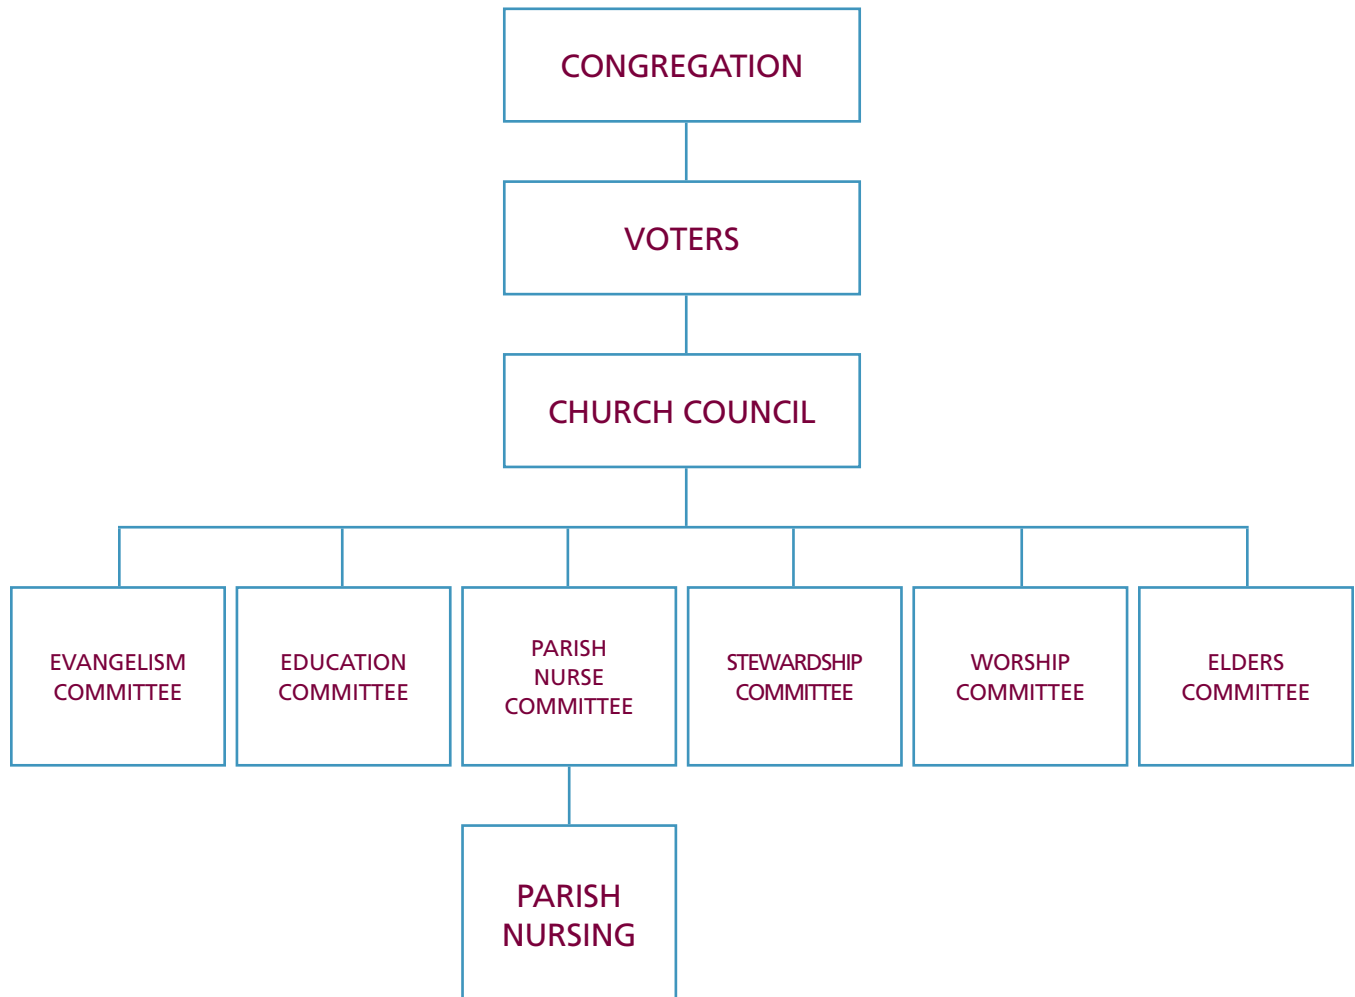 CONGREGATION
VOTERS
CHURCH COUNCIL
EVANGELISM
COMMITTEE
EDUCATION
COMMITTEE
PARISH
NURSE
COMMITTEE
STEWARDSHIP
COMMITTEE
WORSHIP
COMMITTEE
ELDERS
COMMITTEE
PARISH
NURSING